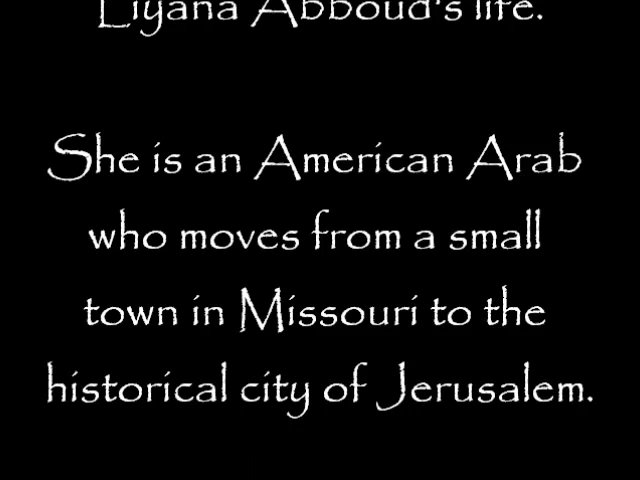 Liyana Abboud's life.
She is an American Arab
who moves from a small
town in Missouri to the
historical city of Jerusalem.